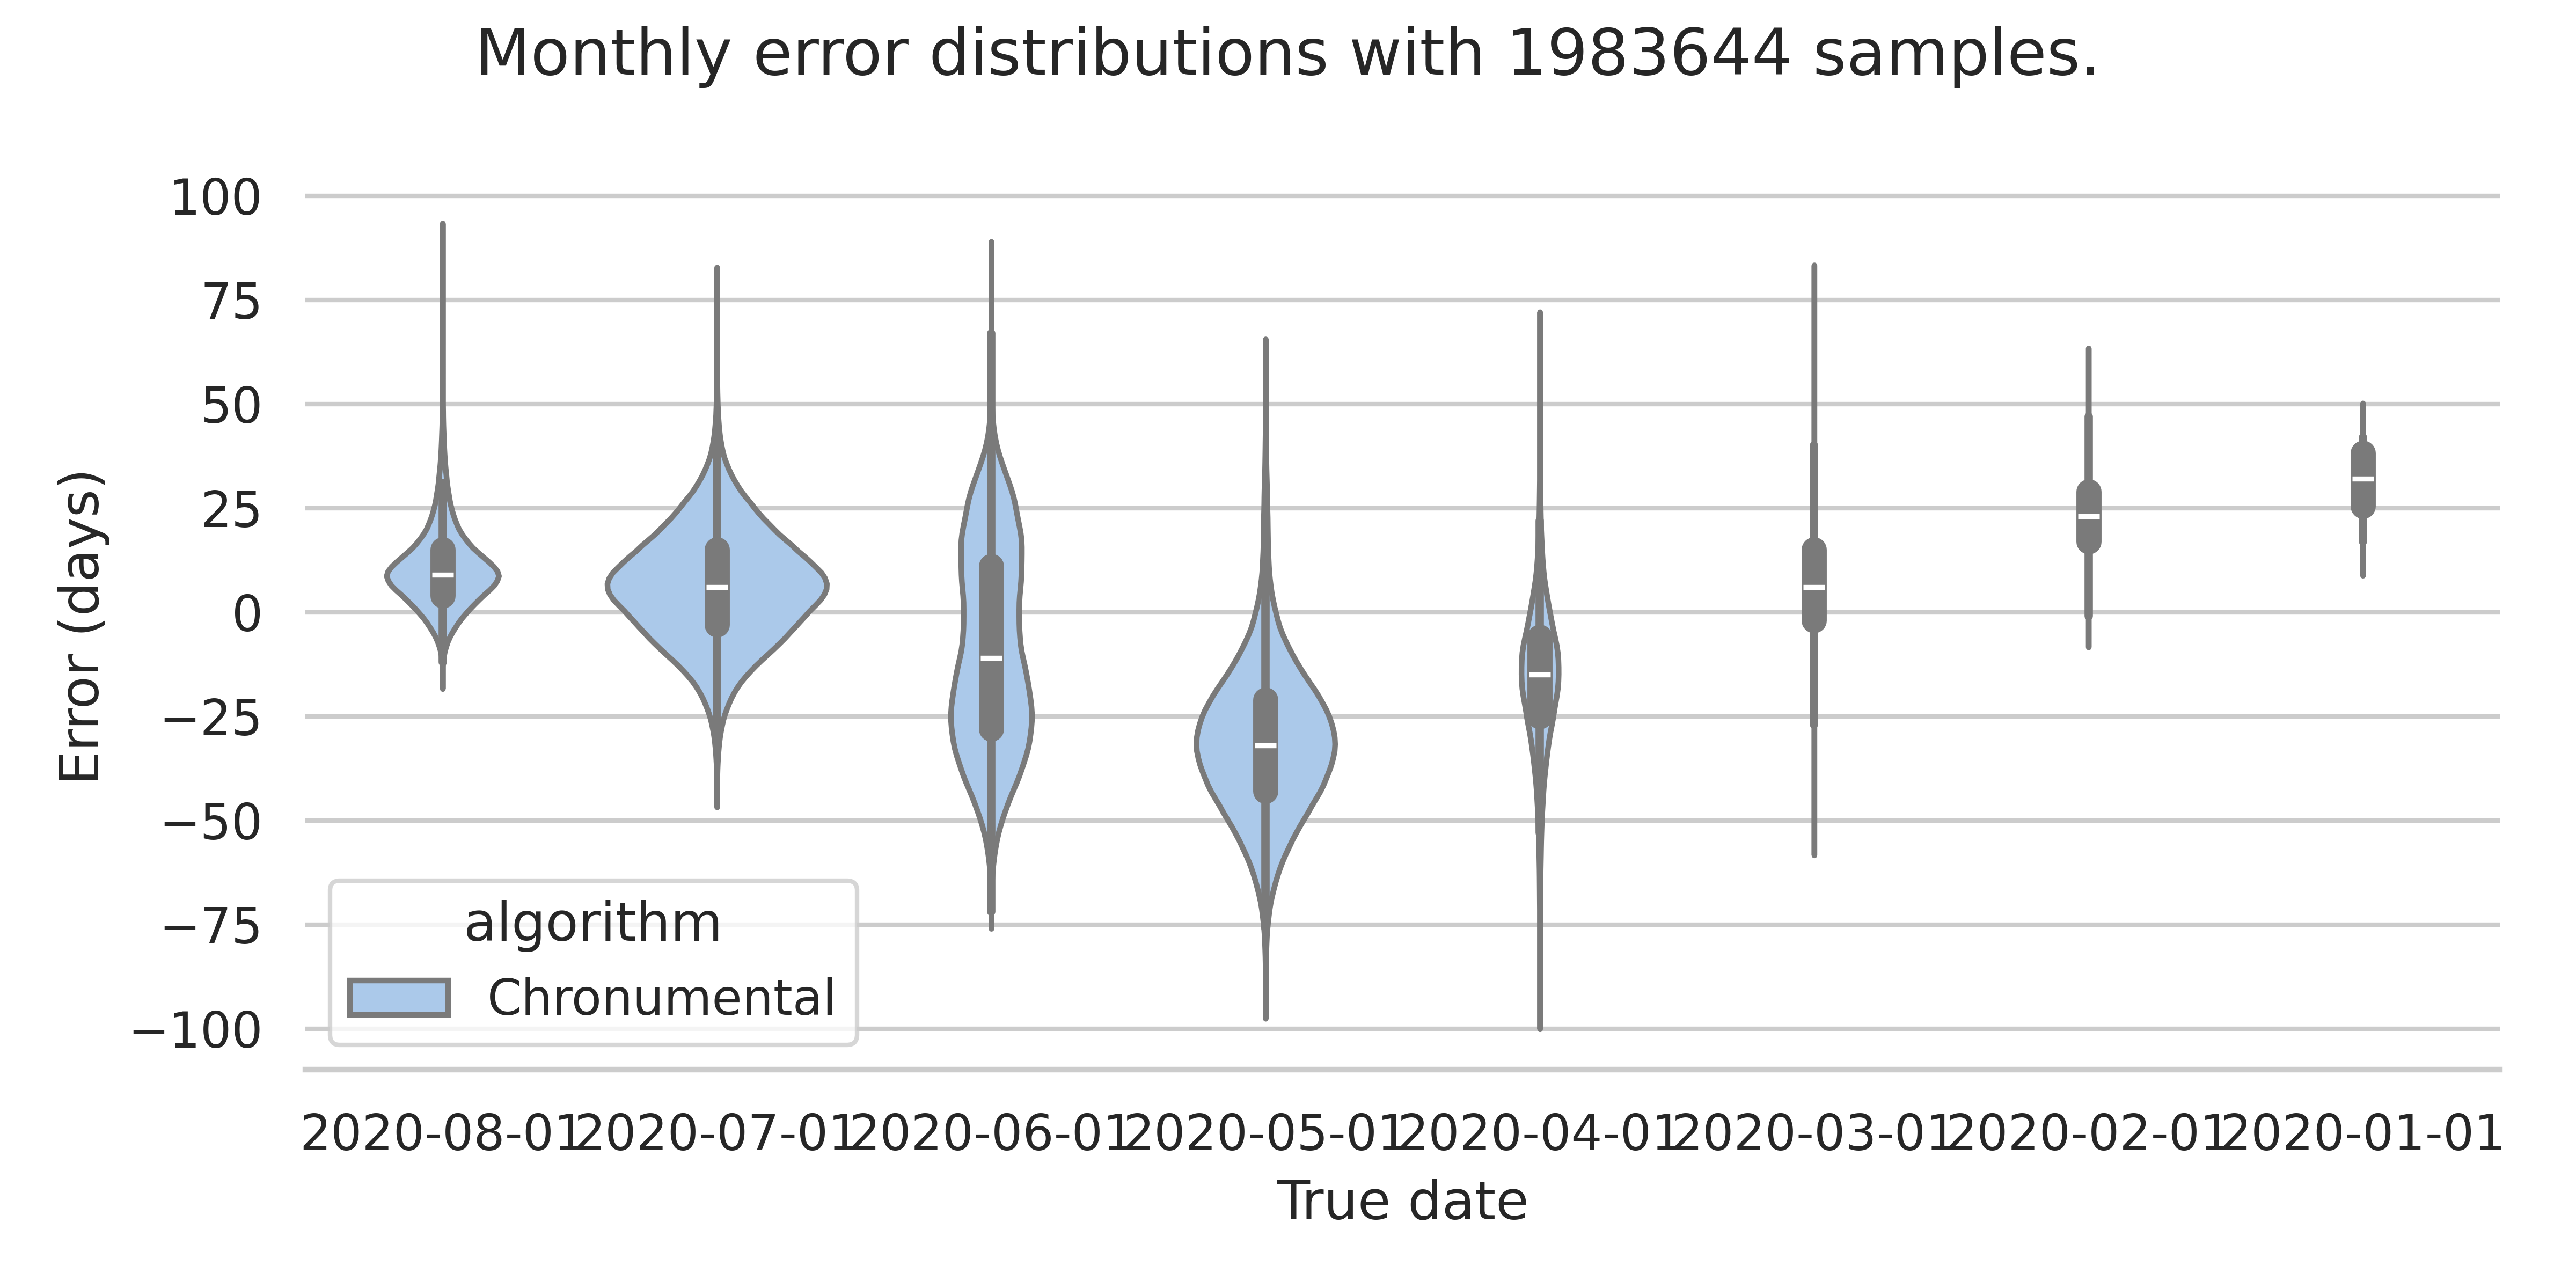 Monthly error distributions with 1983644 samples.
100
75
50
25
0
−25
−50
−75
−100
Error (days)
algorithm
Chronumental
2020-08-01 2020-07-01 2020-06-01 2020-05-01 2020-04-01 2020-03-01 2020-02-01 2020-01-01
True date